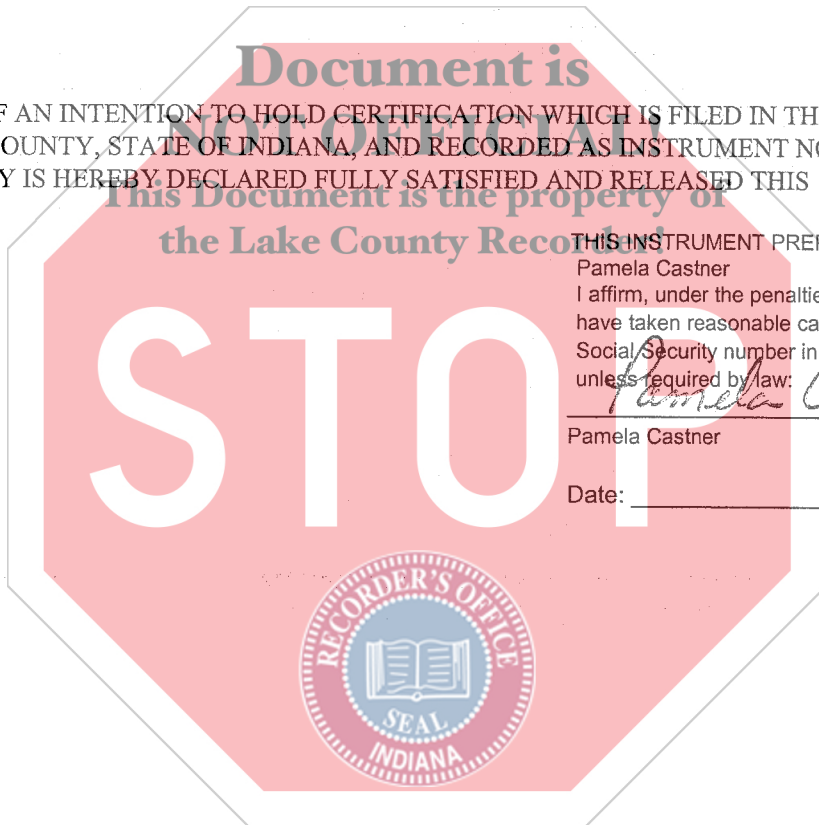 Document is
F AN INTENTION TO HOLD CERTIFICATION WHICH IS FILED IN TH
NOT OFFICIAL!
OUNTY, STATE OF INDIANA, AND RECORDED AS INSTRUMENT NO
Y IS HEREBY DECLARED FULLY SATISFIED AND RELEASED THIS
This Document is the property of
the Lake County Recorder!
THIS INSTRUMENT PREP
Pamela Castner
I affirm, under the penaltie
have taken reasonable ca
Social Security number in
unless required by law:
Pamela C
Pamela Castner
Date:
STOP
RECORDER'S OFFICE
SEAL
INDIANA